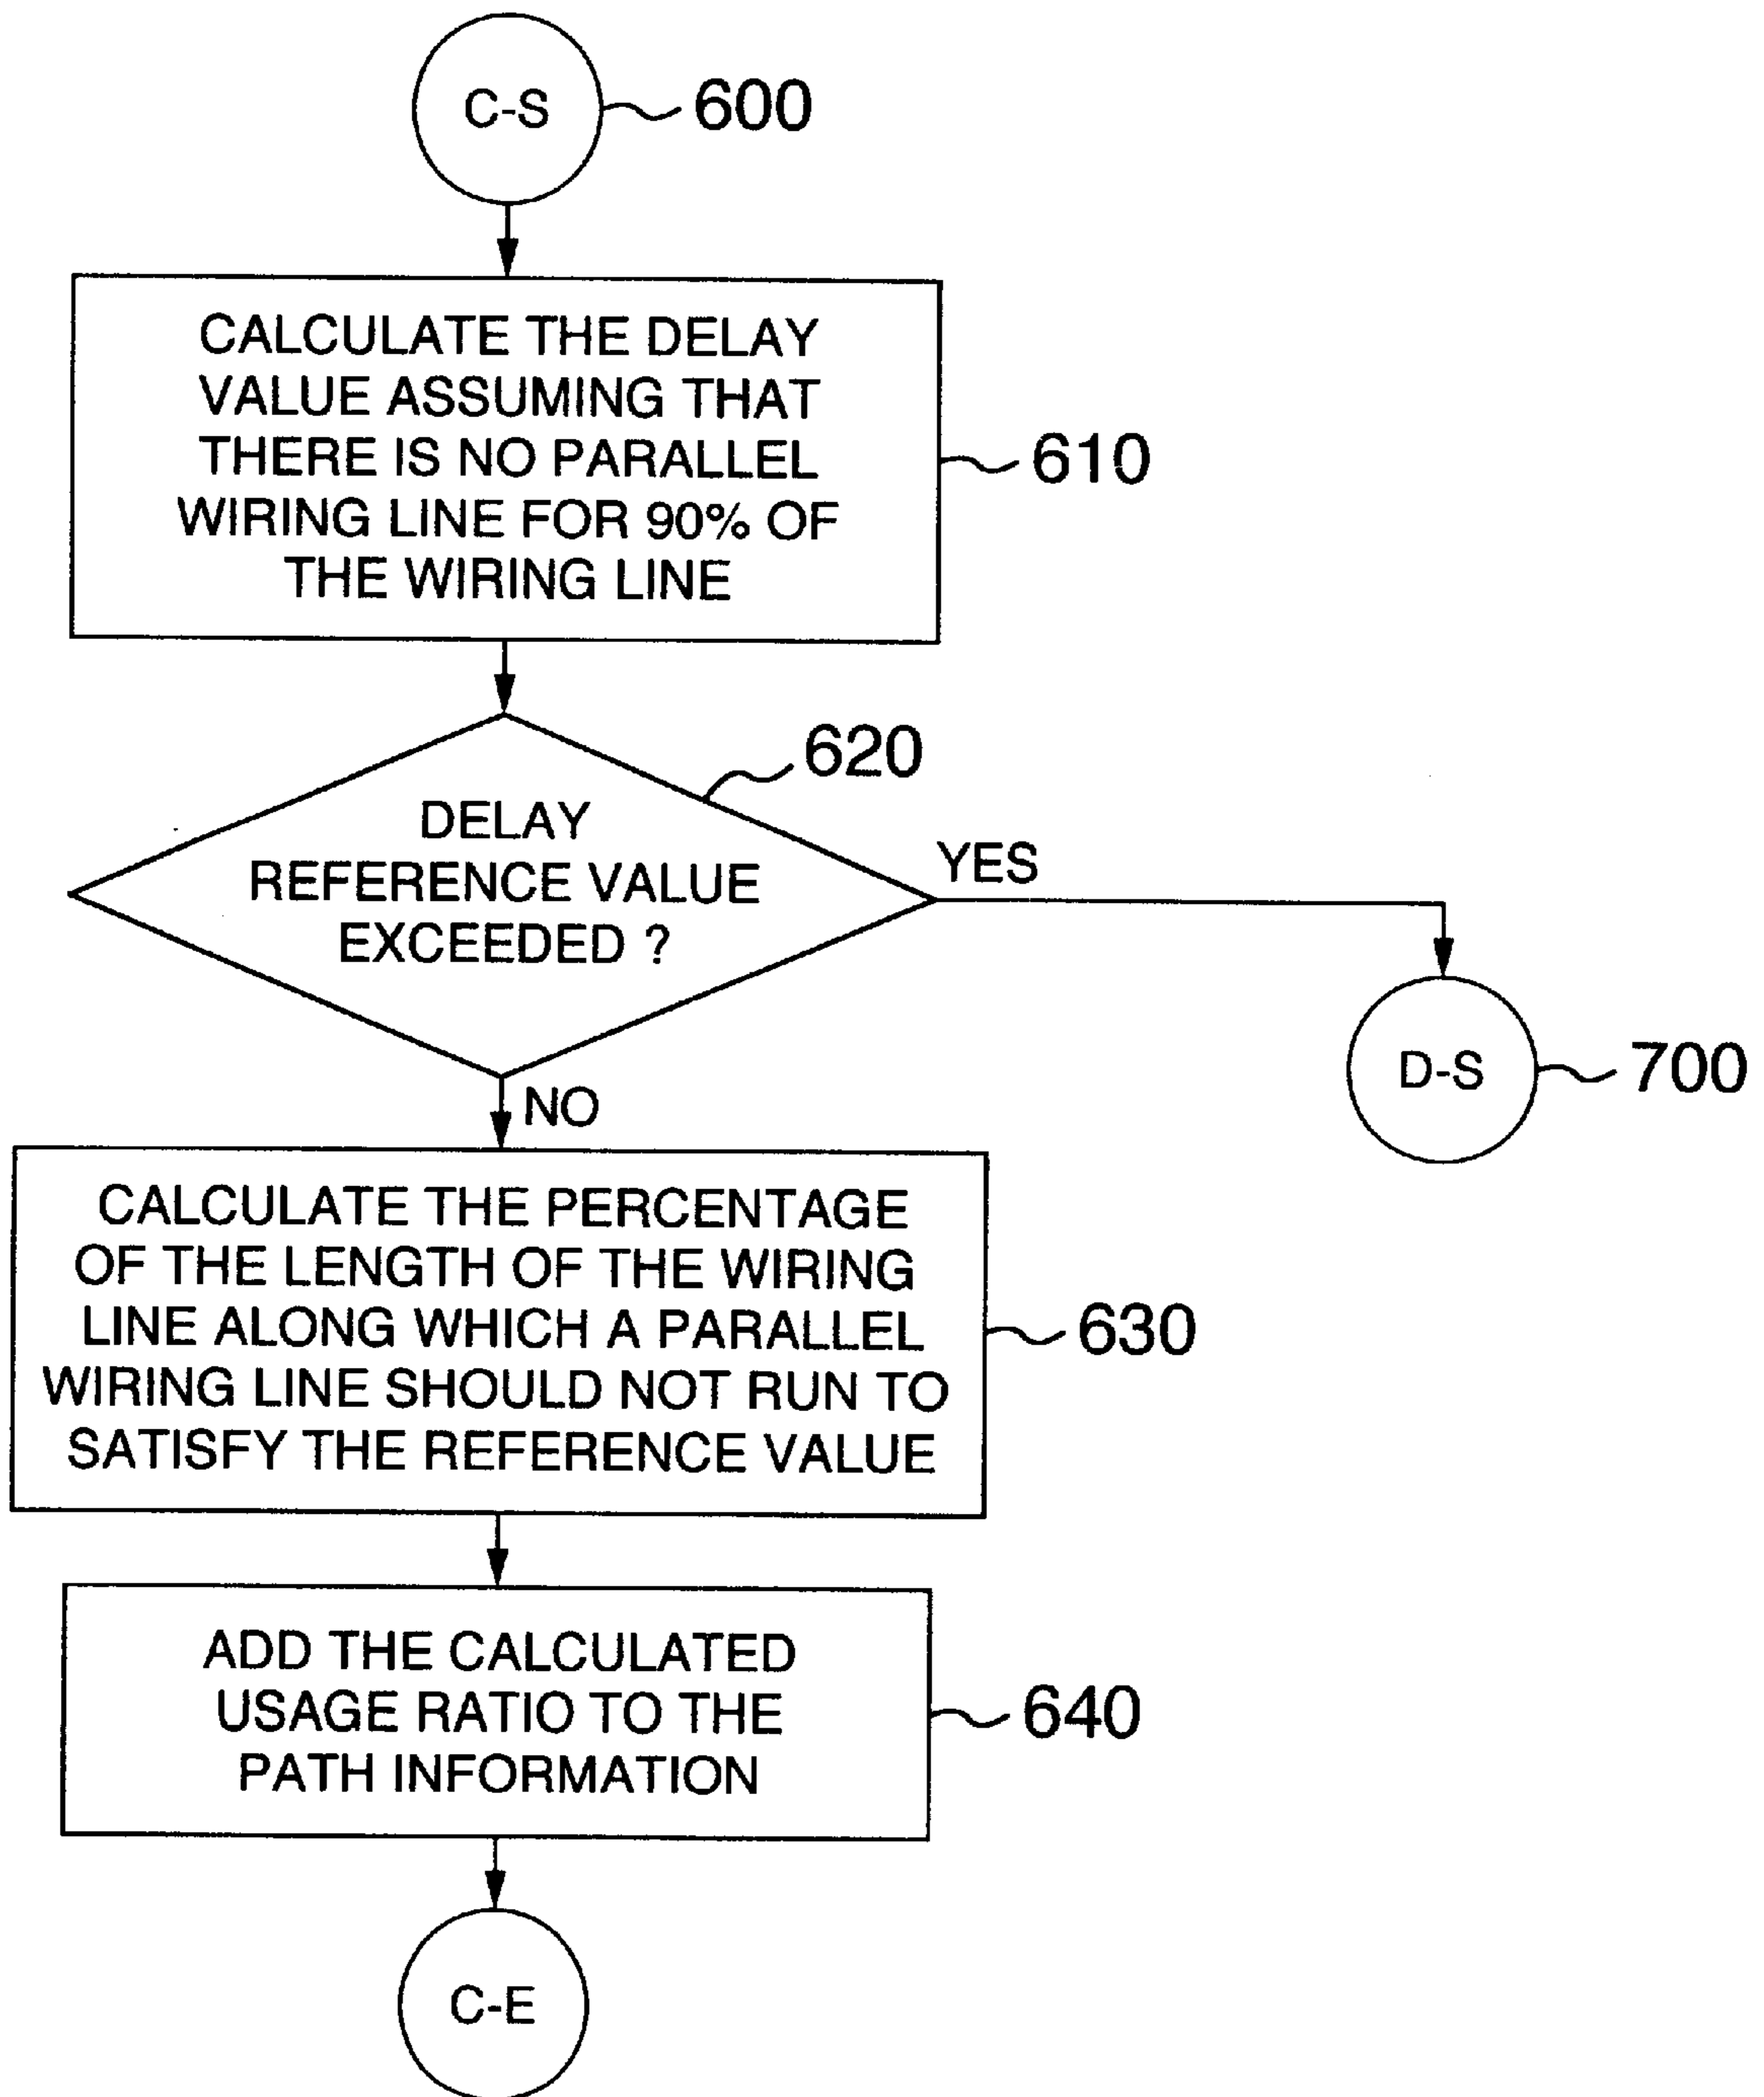 C-S
600
CALCULATE THE DELAY
VALUE ASSUMING THAT
THERE IS NO PARALLEL
WIRING LINE FOR 90% OF
THE WIRING LINE
610
620
DELAY
REFERENCE VALUE
EXCEEDED ?
YES
D-S
700
NO
CALCULATE THE PERCENTAGE
OF THE LENGTH OF THE WIRING
LINE ALONG WHICH A PARALLEL
WIRING LINE SHOULD NOT RUN TO
SATISFY THE REFERENCE VALUE
630
ADD THE CALCULATED
USAGE RATIO TO THE
PATH INFORMATION
640
C-E